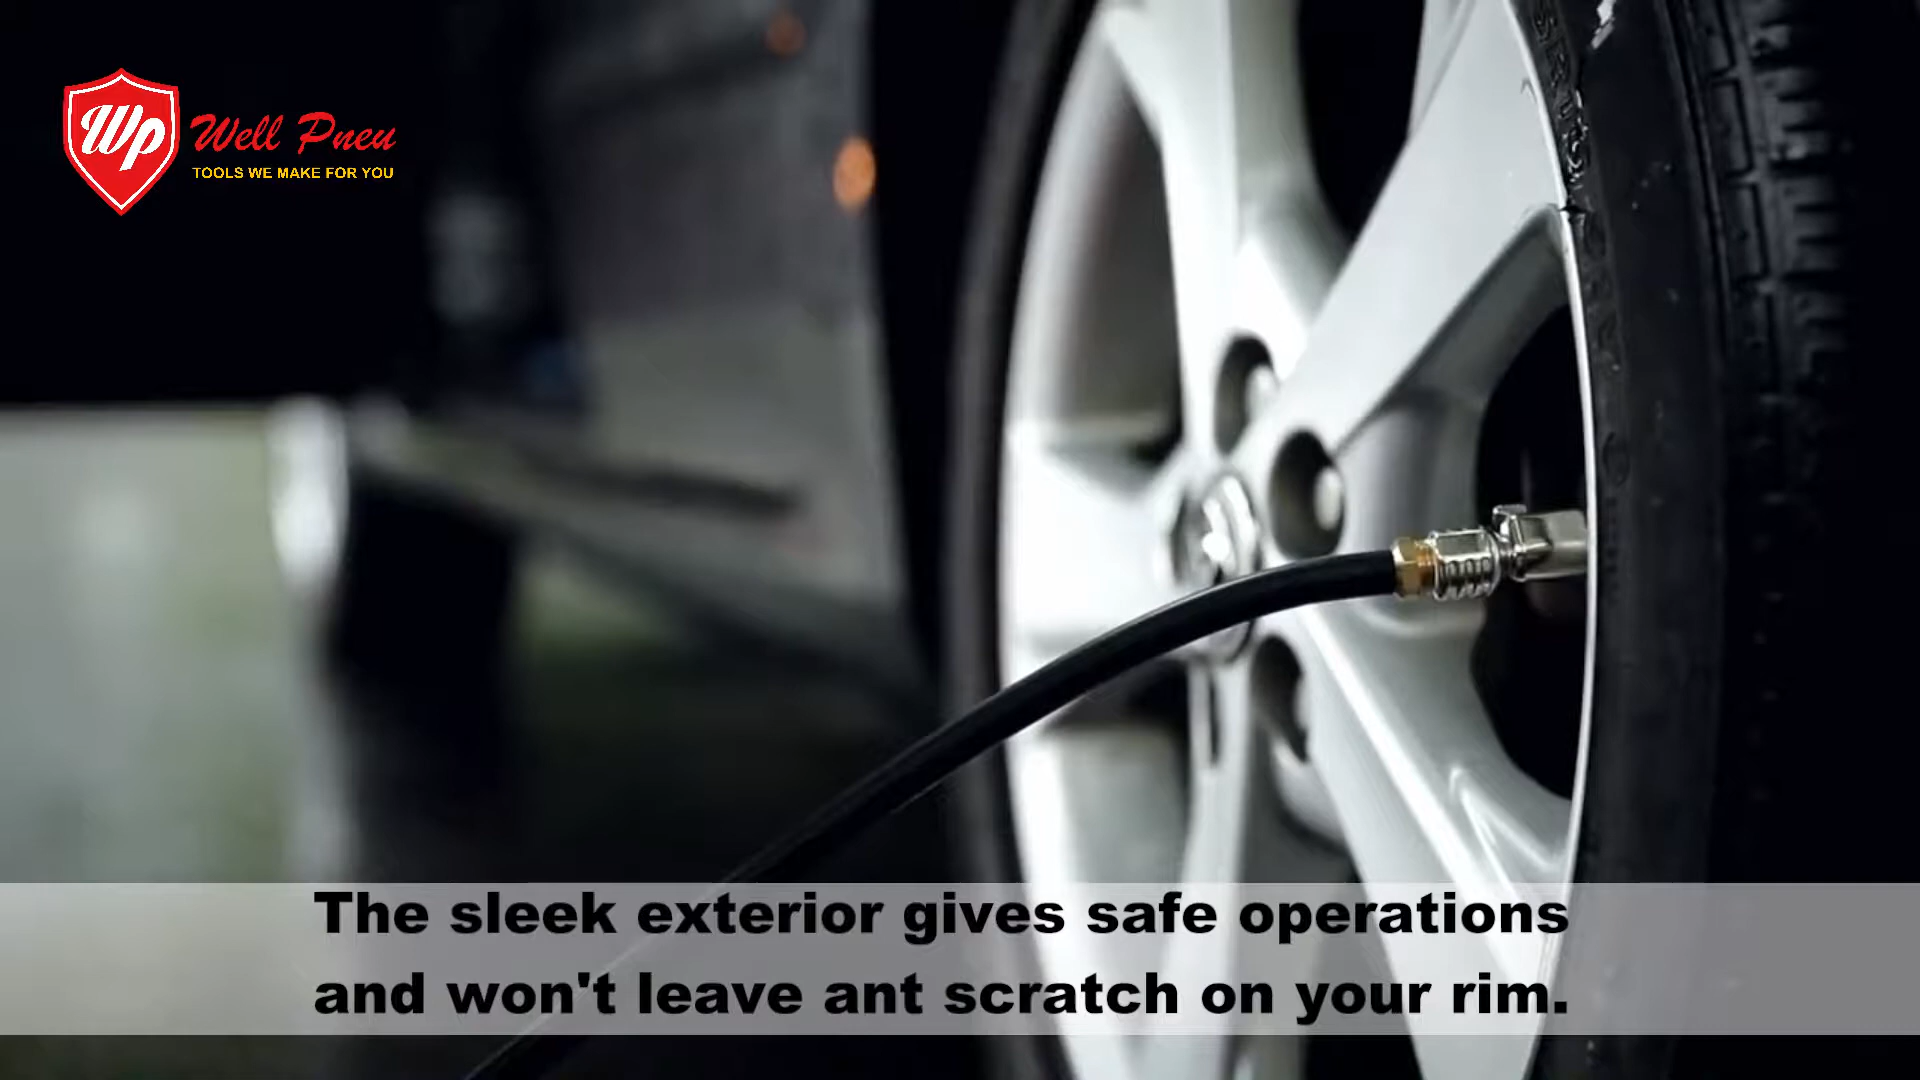 Wp
Well Pneu
TOOLS WE MAKE FOR YOU
The sleek exterior gives safe operations
and won't leave ant scratch on your rim.